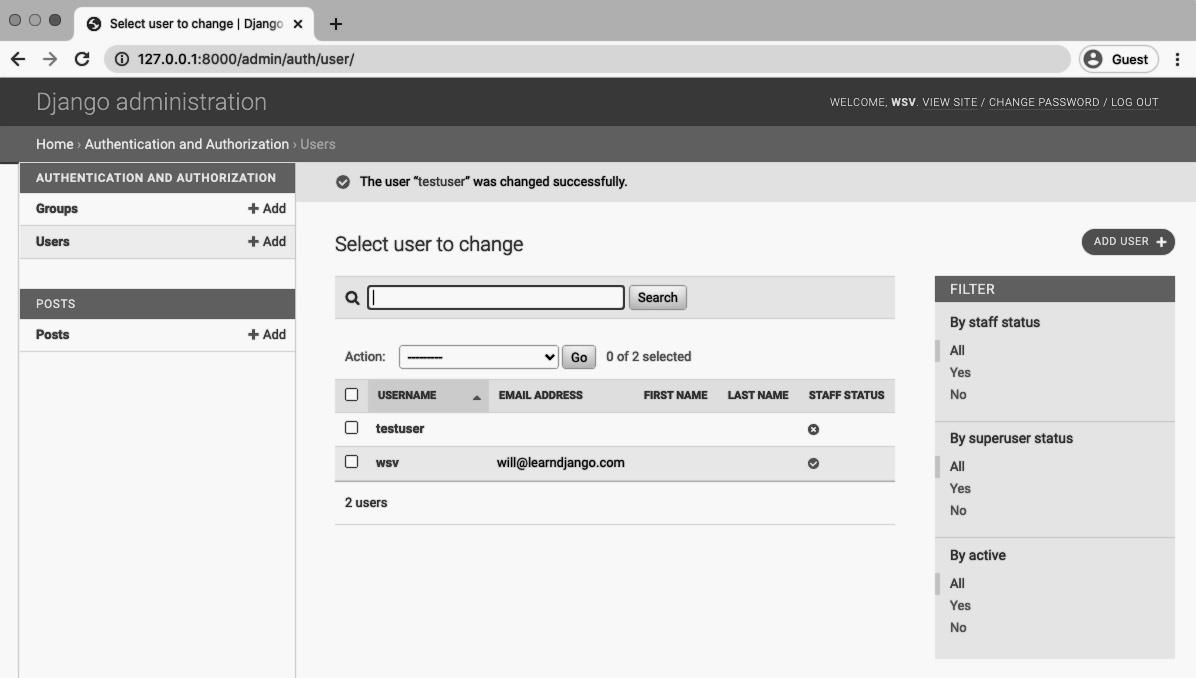 Select user to change | Django
127.0.0.1:8000/admin/auth/user/
Guest
Django administration
WELCOME, WSV. VIEW SITE / CHANGE PASSWORD / LOG OUT
Home › Authentication and Authorization › Users
AUTHENTICATION AND AUTHORIZATION
Groups + Add
Users + Add
POSTS
Posts + Add
The user “testuser” was changed successfully.
Select user to change
ADD USER +
Search
Action: --------- Go 0 of 2 selected
USERNAME EMAIL ADDRESS FIRST NAME LAST NAME STAFF STATUS
testuser
wsv will@learndjango.com
2 users
FILTER
By staff status
All
Yes
No
By superuser status
All
Yes
No
By active
All
Yes
No